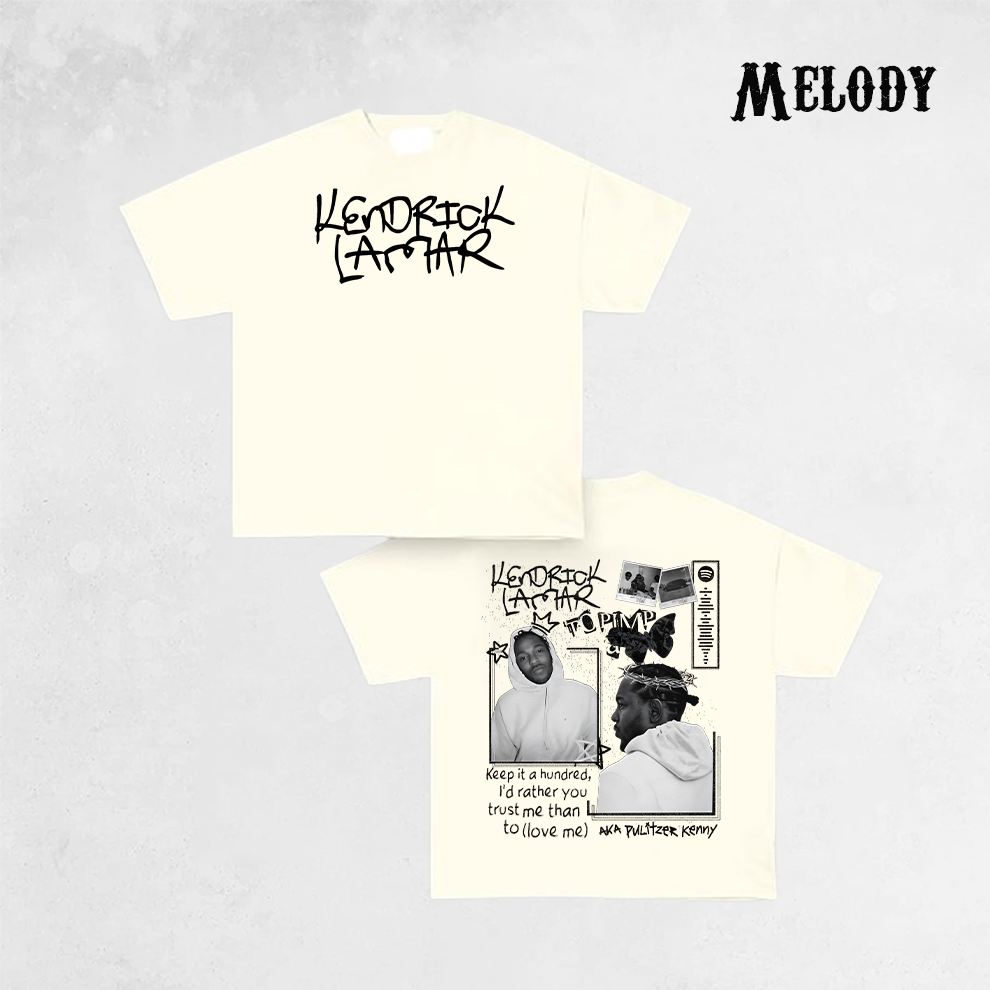 MELODY
KENDRICK
LAMAR
KENDRICK
LAMAR
TO PIMP
a
Keep it a hundred,
I'd rather you
trust me than
to (love me)
AKA PULITZER KENNY